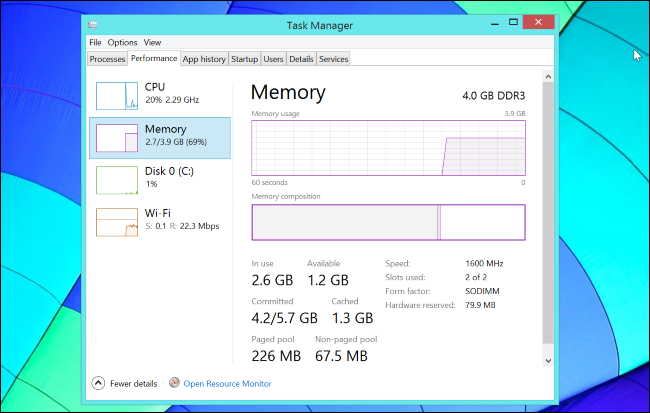 Task Manager
File Options View
Processes Performance App history Startup Users Details Services
CPU
20% 2.29 GHz
Memory
2.7/3.9 GB (69%)
Disk 0 (C:)
1%
Wi-Fi
S: 0.1 R: 22.3 Mbps
Memory 4.0 GB DDR3
Memory usage 3.9 GB
60 seconds 0
Memory composition
In use Available
2.6 GB 1.2 GB
Committed Cached
4.2/5.7 GB 1.3 GB
Paged pool Non-paged pool
226 MB 67.5 MB
Speed: 1600 MHz
Slots used: 2 of 2
Form factor: SODIMM
Hardware reserved: 79.9 MB
Fewer details Open Resource Monitor